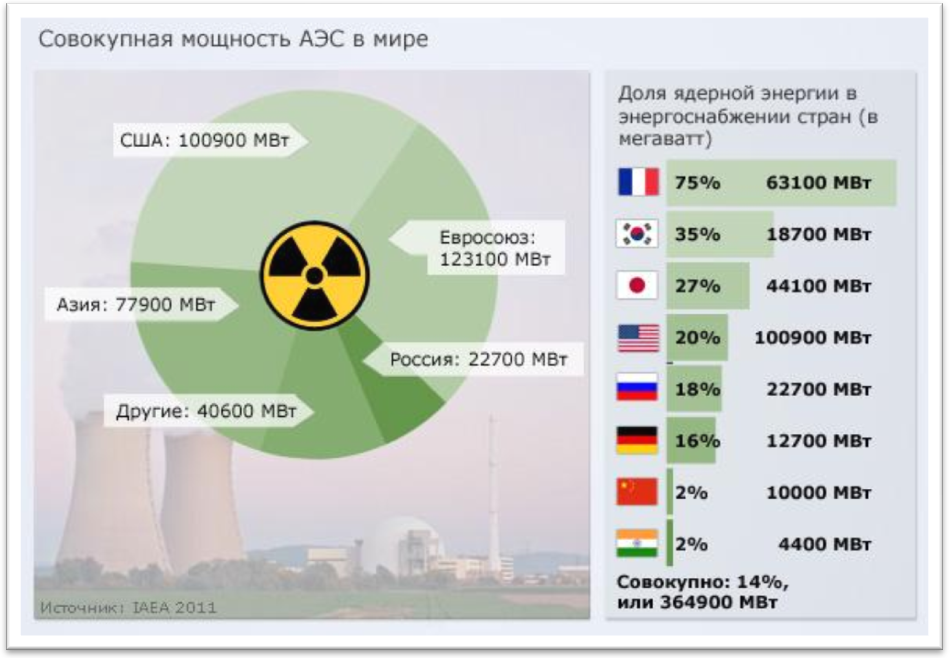 Совокупная мощность АЭС в мире
США: 100900 МВт
Евросоюз:
123100 МВт
Азия: 77900 МВт
Россия: 22700 МВт
Другие: 40600 МВт
Источник: IAEA 2011
Доля ядерной энергии в
энергоснабжении стран (в
мегаватт)
75% 63100 МВт
35% 18700 МВт
27% 44100 МВт
20% 100900 МВт
18% 22700 МВт
16% 12700 МВт
2% 10000 МВт
2% 4400 МВт
Совокупно: 14%,
или 364900 МВт